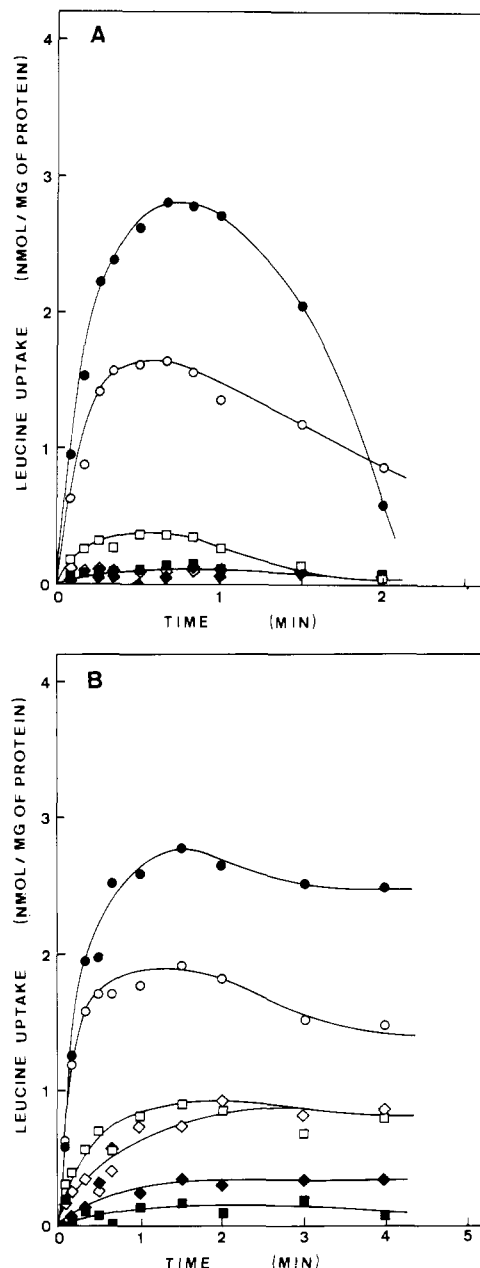 A
4
3
2
1
0
LEUCINE UPTAKE (NMOL / MG OF PROTEIN)
0 1 2
TIME (MIN)
B
4
3
2
1
0
LEUCINE UPTAKE (NMOL / MG OF PROTEIN)
0 1 2 3 4 5
TIME (MIN)